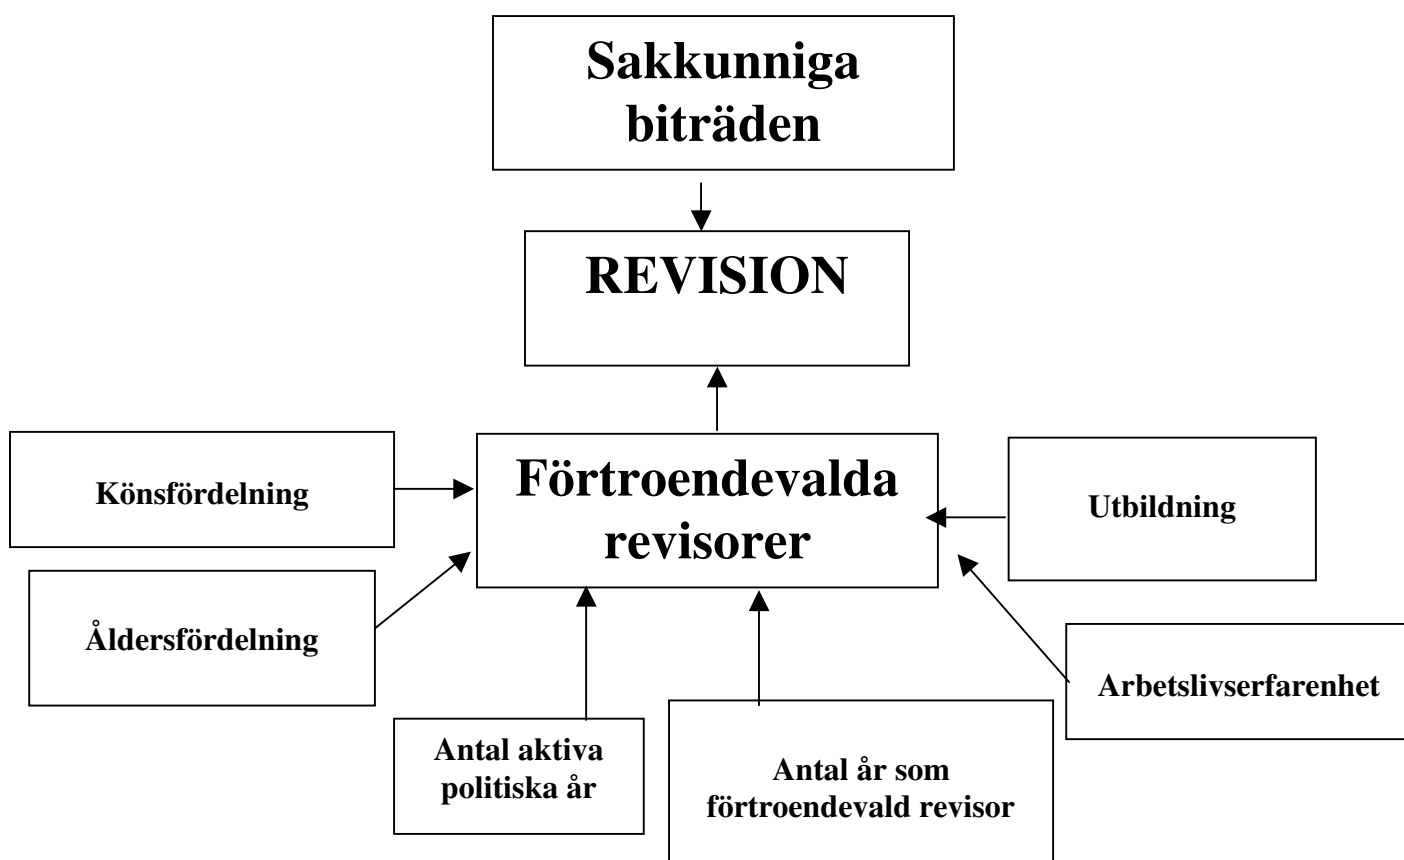 Sakkunniga
biträden
REVISION
Könsfördelning
Förtroendevalda
revisorer
Utbildning
Åldersfördelning
Arbetslivserfarenhet
Antal aktiva
politiska år
Antal år som
förtroendevald revisor